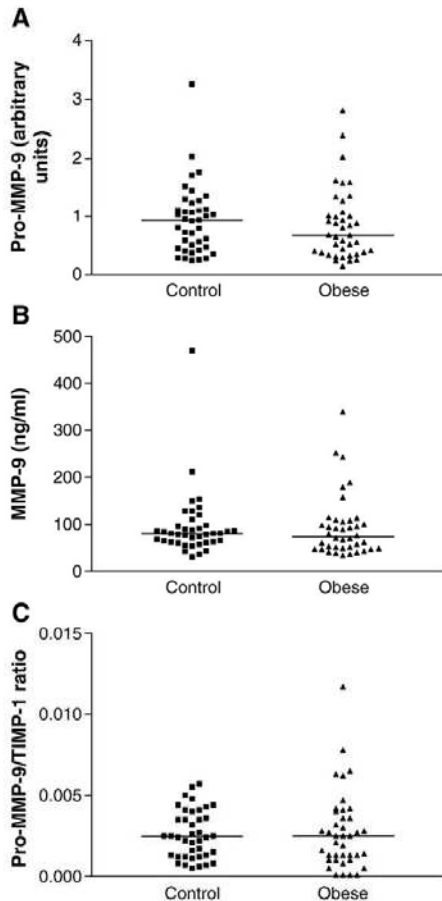 A
Pro-MMP-9 (arbitrary
units)
4
3
2
1
0
Control
Obese
B
MMP-9 (ng/ml)
500
400
300
200
100
0
Control
Obese
C
Pro-MMP-9/TIMP-1 ratio
0.015
0.010
0.005
0.000
Control
Obese